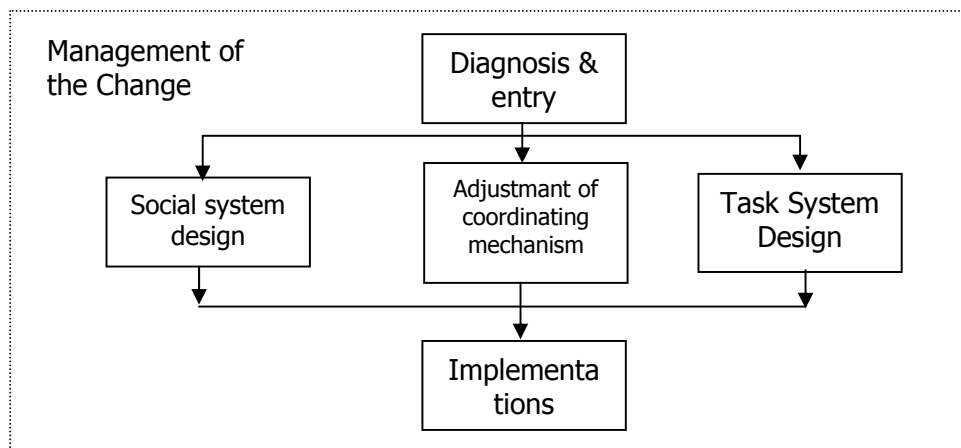 Management of
the Change
Diagnosis &
entry
Social system
design
Adjustmant of
coordinating
mechanism
Task System
Design
Implementa
tions